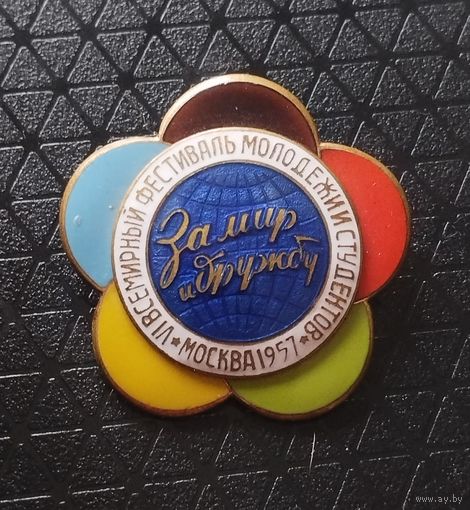 VI ВСЕМИРНЫЙ ФЕСТИВАЛЬ МОЛОДЕЖИ И СТУДЕНТОВ
★ МОСКВА 1957 ★
За мир
и дружбу
www.ay.by